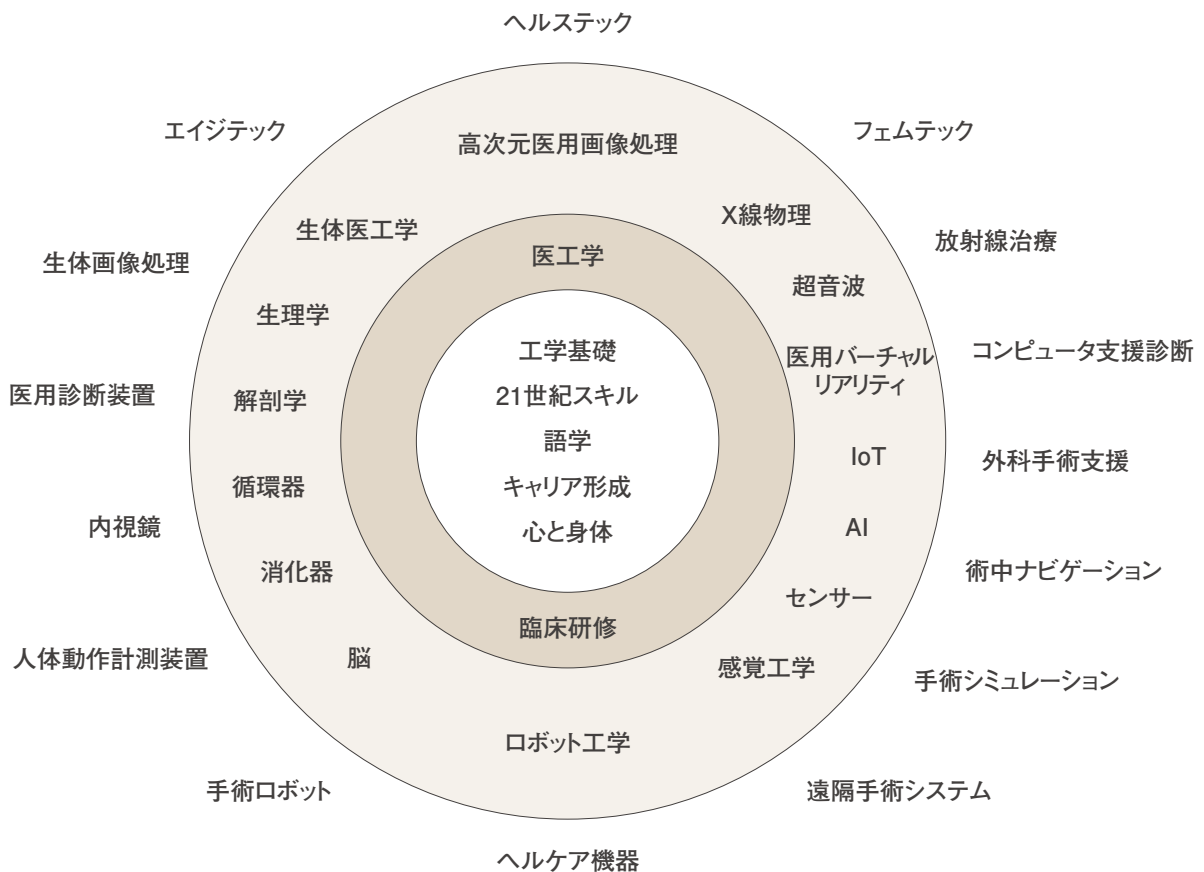 ヘルステック
エイジテック
フェムテック
高次元医用画像処理
X線物理
生体医工学
放射線治療
医工学
生体画像処理
超音波
生理学
工学基礎
コンピュータ支援診断
医用バーチャル
リアリティ
21世紀スキル
医用診断装置
解剖学
語学
IoT
外科手術支援
循環器
キャリア形成
内視鏡
心と身体
AI
消化器
術中ナビゲーション
センサー
臨床研修
人体動作計測装置
脳
感覚工学
手術シミュレーション
ロボット工学
手術ロボット
遠隔手術システム
ヘルケア機器